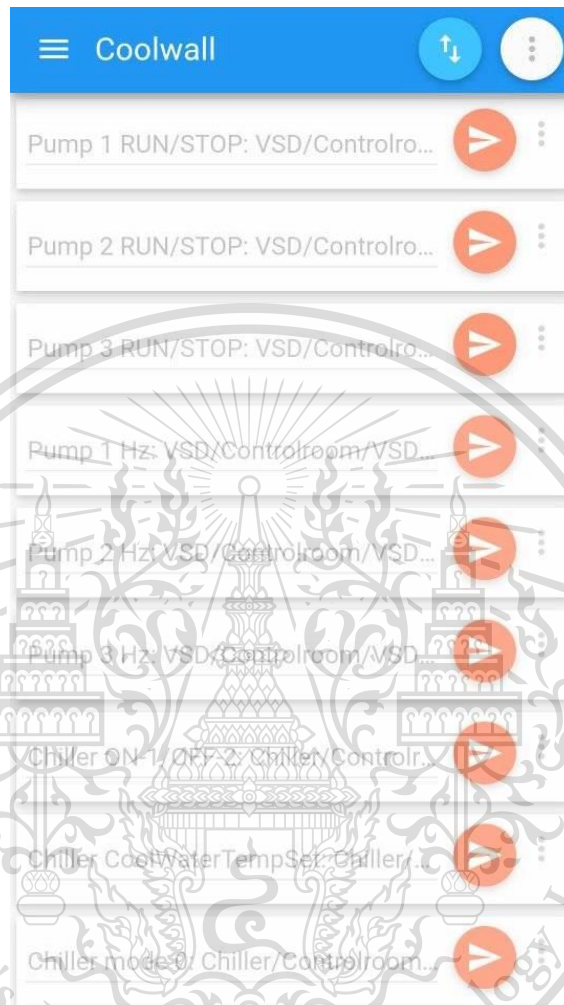 Coolwall
Pump 1 RUN/STOP: VSD/Controlro...
Pump 2 RUN/STOP: VSD/Controlro...
Pump 3 RUN/STOP: VSD/Controlro...
Pump 1 Hz: VSD/Controlroom/VSD...
Pump 2 Hz: VSD/Controlroom/VSD...
Pump 3 Hz: VSD/Controlroom/VSD...
Chiller ON-1, OFF-2: Chiller/Controlr...
Chiller CoolWaterTempSet: Chiller/...
Chiller mode 0: Chiller/Controlroom...